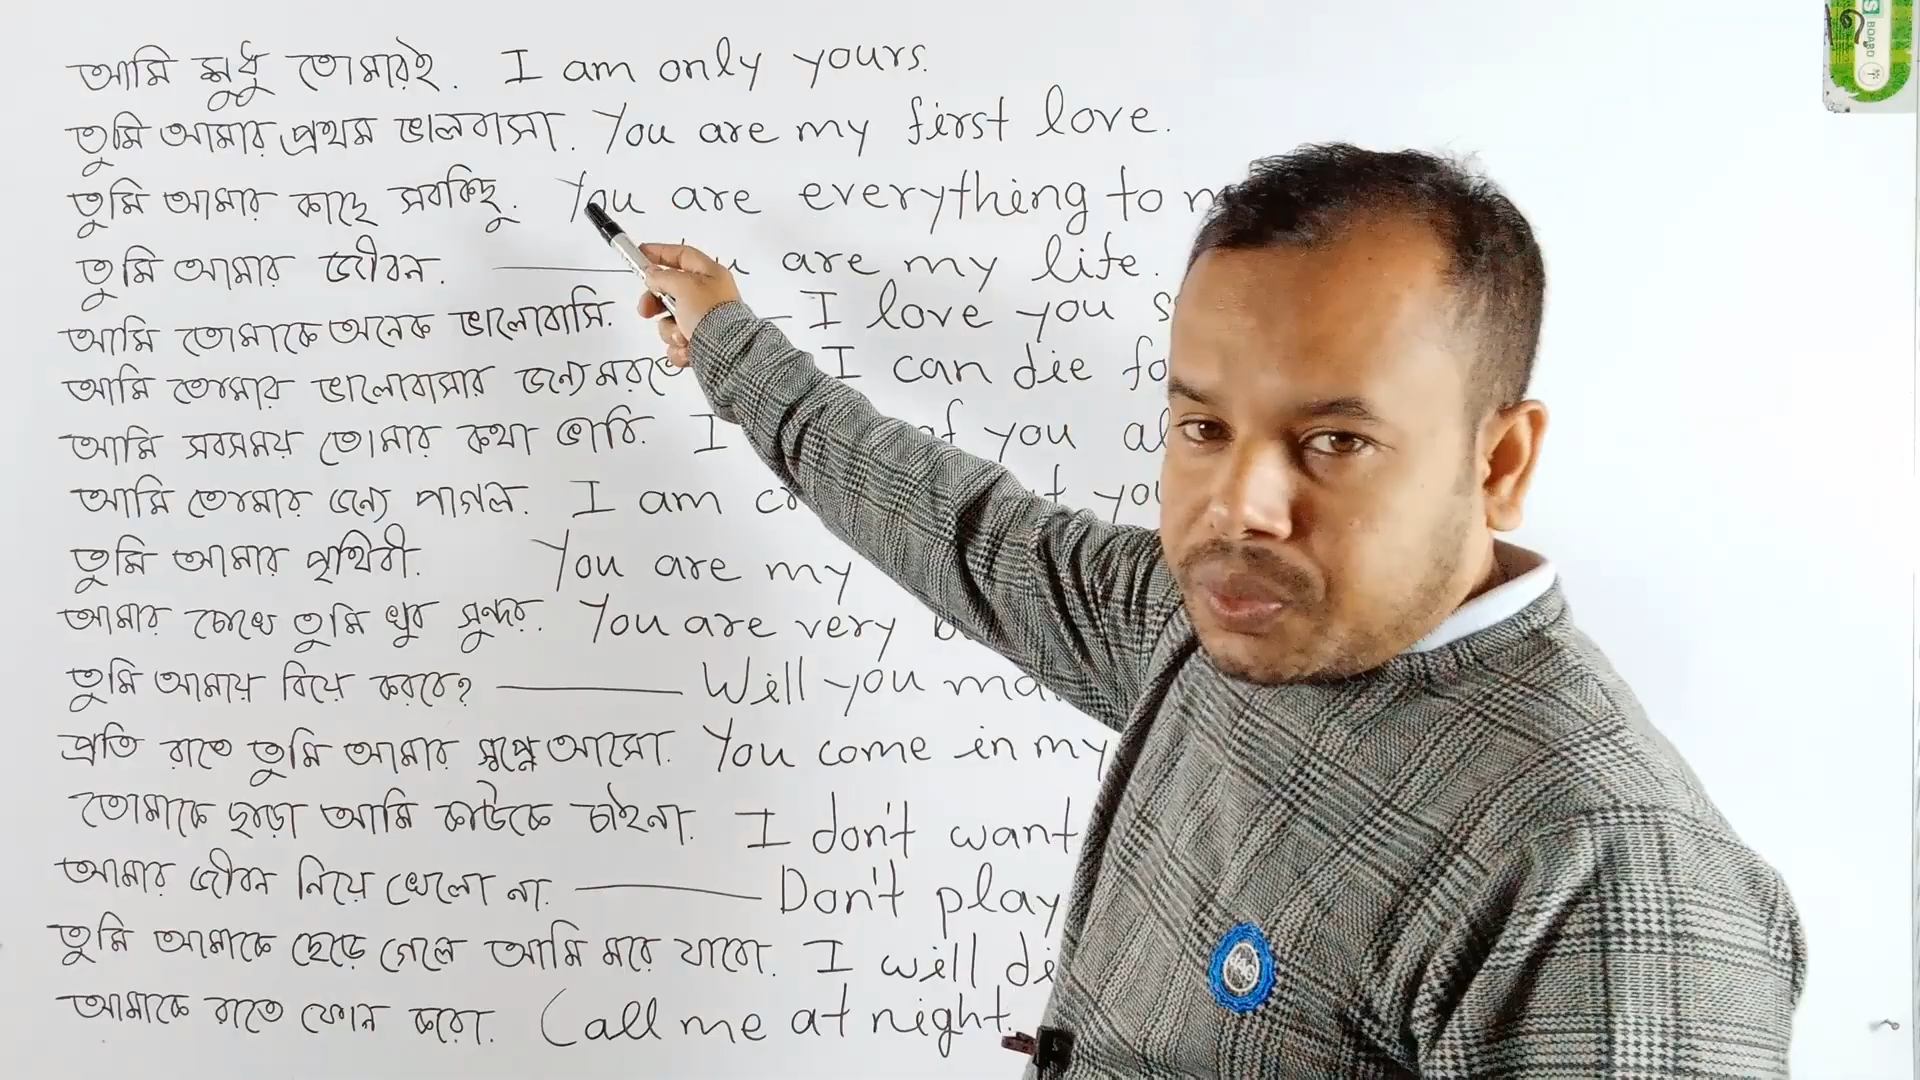 আমি শুধু তোমারই. I am only yours.
তুমি আমার প্রথম ভালবাসা. You are my first love.
তুমি আমার কাছে সবকিছু. You are everything to
তুমি আমার জীবন. are my life.
আমি তোমাকে অনেক ভালোবাসি. I love you
আমি তোমার ভালোবাসার জন্যে মরতে I can die
আমি সবসময় তোমার কথা ভাবি. I of you
আমি তোমার জন্যে পাগল. I am
তুমি আমার পৃথিবী. You are my
আমার চোখে তুমি খুব সুন্দর. You are very
তুমি আমায় বিয়ে করবে? Will you
প্রতি রাতে তুমি আমার স্বপ্নে আসো. You come in my
তোমাকে ছাড়া আমি কাউকে চাইনা. I don't want
আমার জীবন নিয়ে খেলো না. Don't play
তুমি আমাকে ছেড়ে গেলে আমি মরে যাবো. I will
আমাকে রাতে ফোন করো. Call me at night.
BOARD